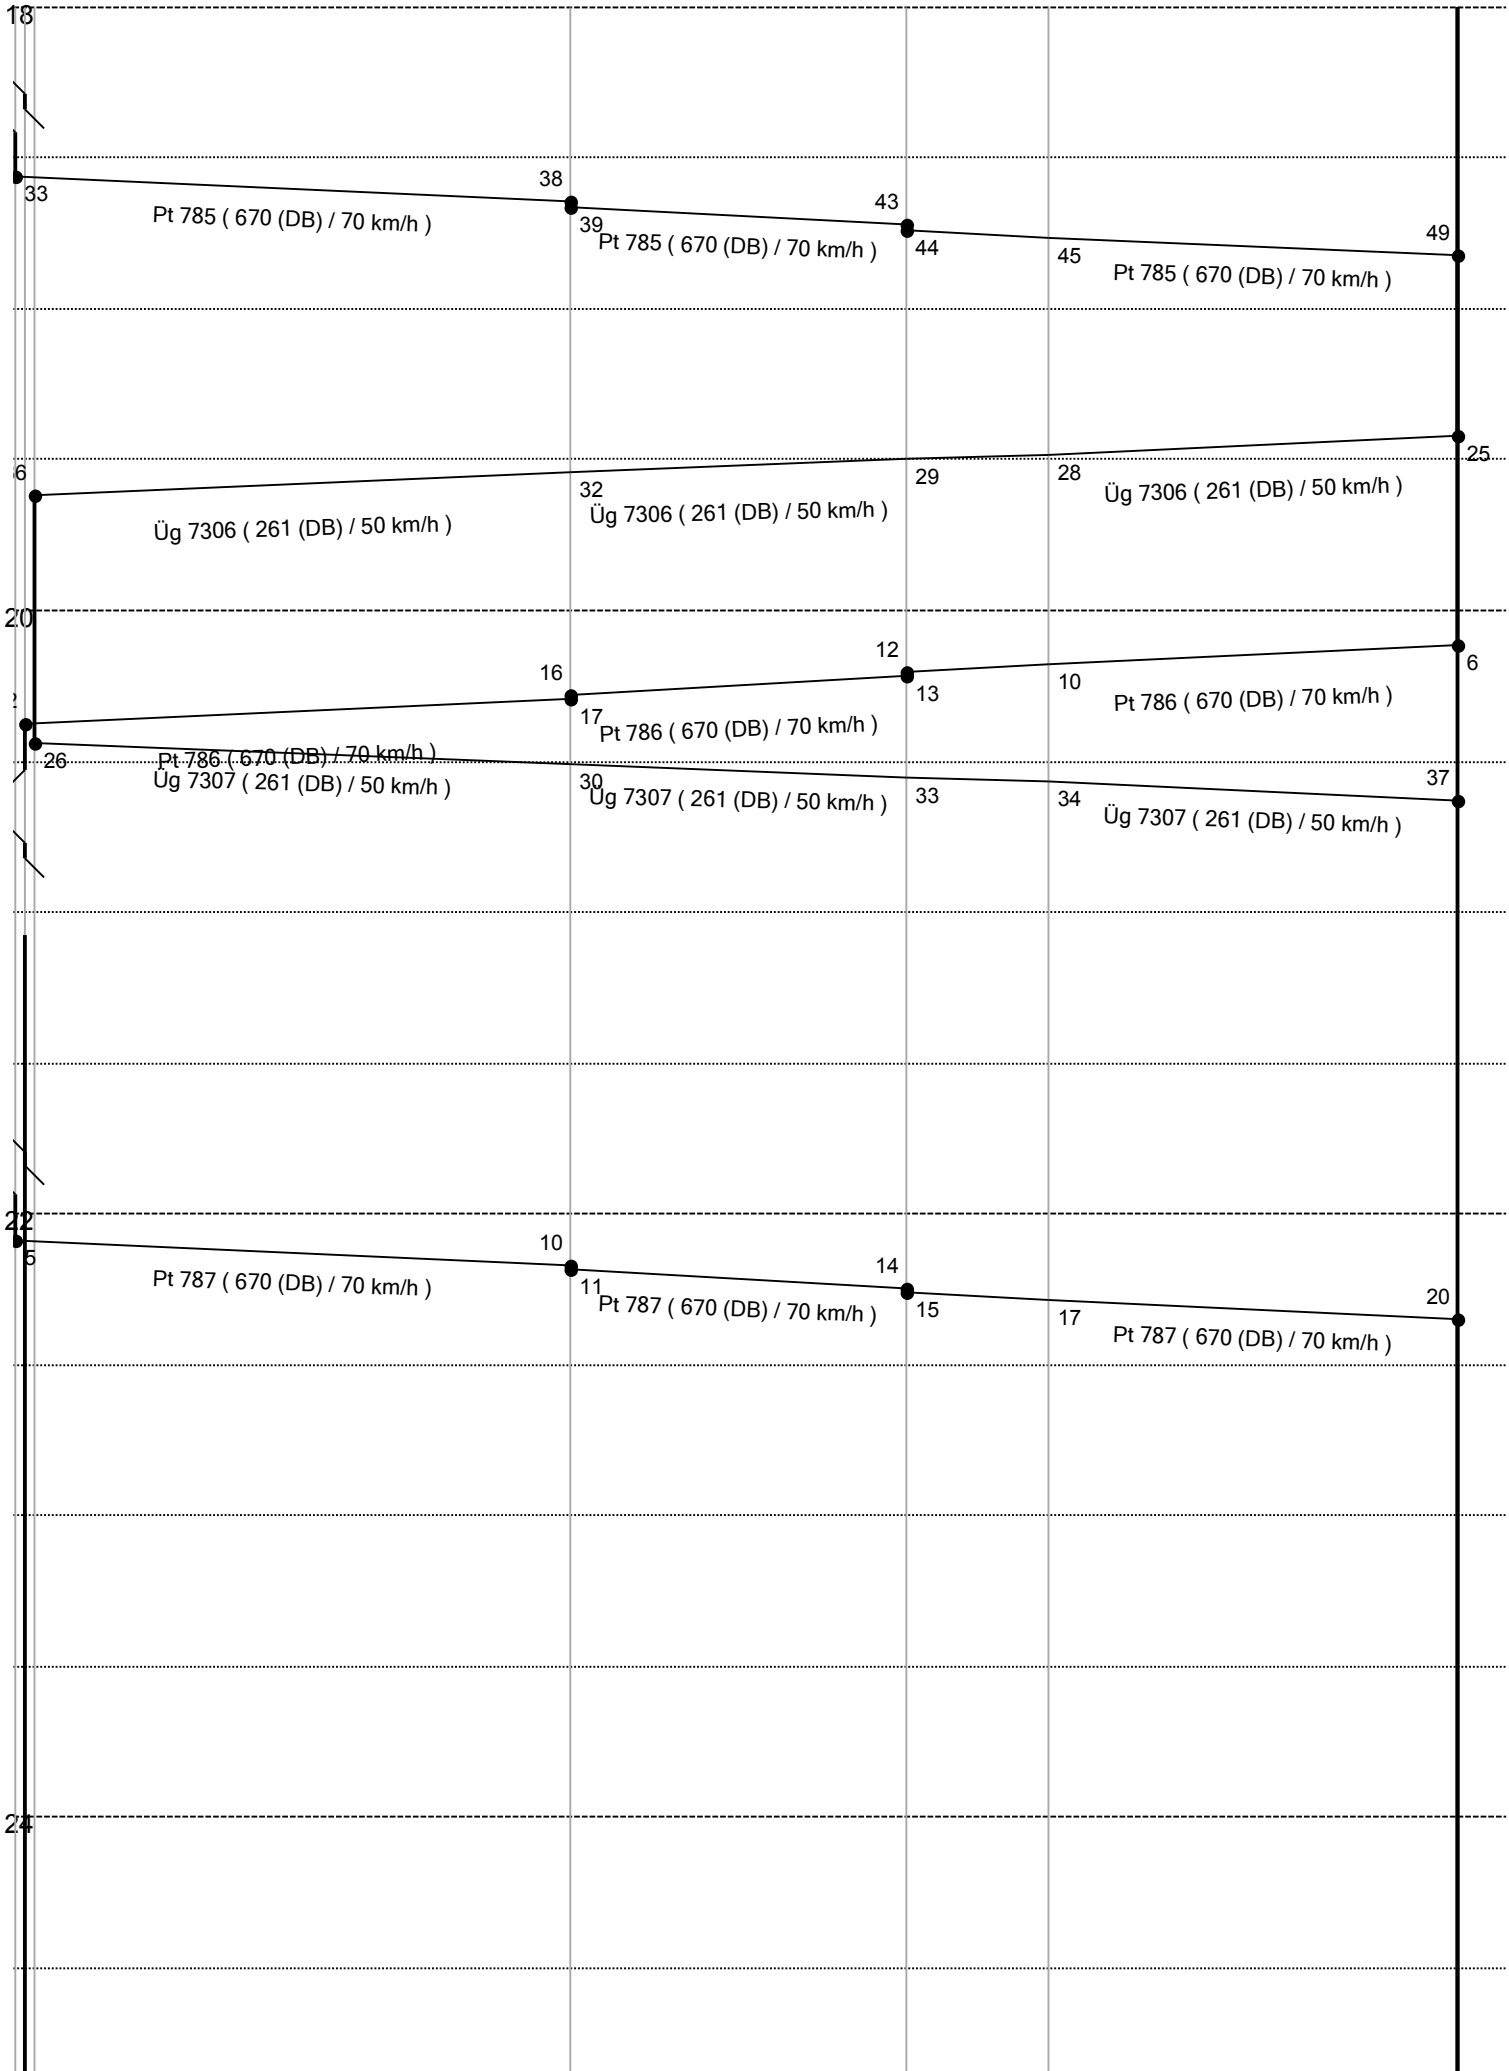 18
38
33
43
Pt 785 ( 670 (DB) / 70 km/h )
39
49
Pt 785 ( 670 (DB) / 70 km/h )
44
45
Pt 785 ( 670 (DB) / 70 km/h )
25
6
29
28
32
Üg 7306 ( 261 (DB) / 50 km/h )
Üg 7306 ( 261 (DB) / 50 km/h )
Üg 7306 ( 261 (DB) / 50 km/h )
20
12
6
16
10
13
Pt 786 ( 670 (DB) / 70 km/h )
17
Pt 786 ( 670 (DB) / 70 km/h )
Pt 786 ( 670 (DB) / 70 km/h )
26
37
Üg 7307 ( 261 (DB) / 50 km/h )
30
33
34
Üg 7307 ( 261 (DB) / 50 km/h )
Üg 7307 ( 261 (DB) / 50 km/h )
22
10
5
14
Pt 787 ( 670 (DB) / 70 km/h )
11
20
Pt 787 ( 670 (DB) / 70 km/h )
15
17
Pt 787 ( 670 (DB) / 70 km/h )
24